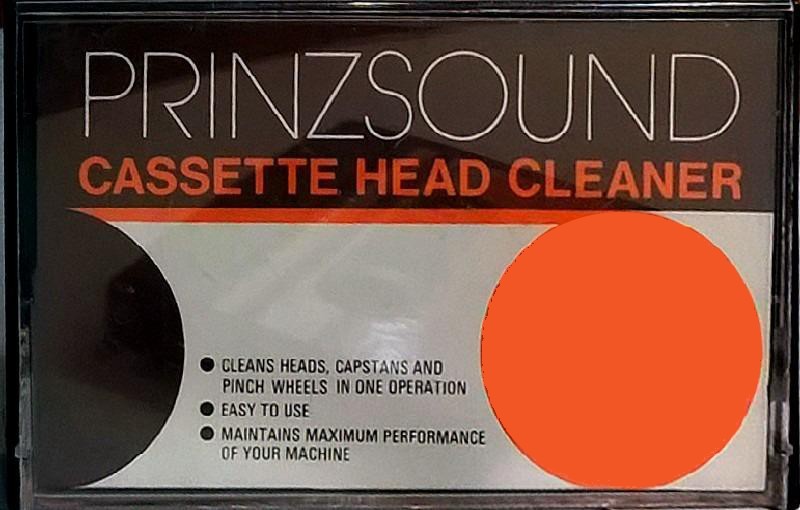 PRINZSOUND
CASSETTE HEAD CLEANER
● CLEANS HEADS, CAPSTANS AND
PINCH WHEELS IN ONE OPERATION
● EASY TO USE
● MAINTAINS MAXIMUM PERFORMANCE
OF YOUR MACHINE